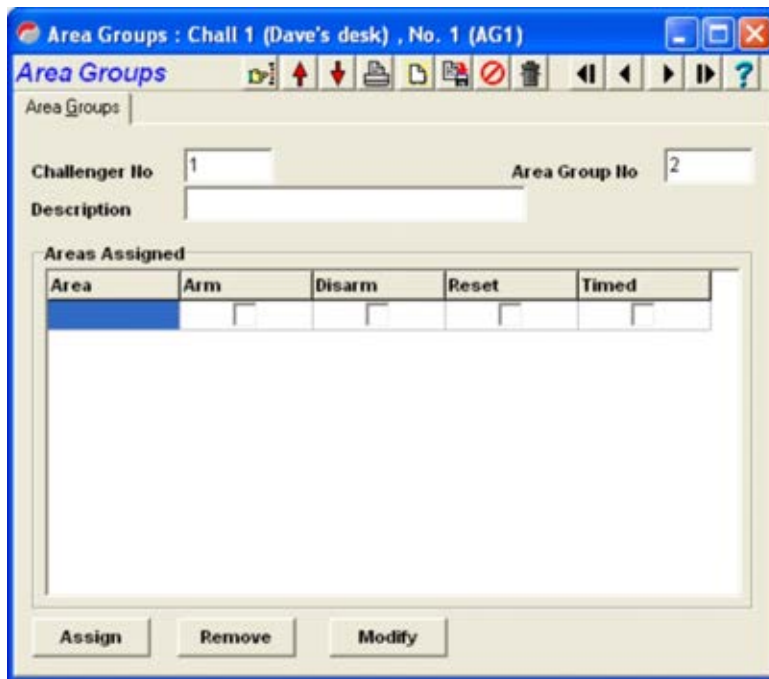 Area Groups : Chall 1 (Dave's desk) , No. 1 (AG1)
Area Groups ?
Area Groups
Challenger No 1 Area Group No 2
Description
Areas Assigned
Area Arm Disarm Reset Timed
Assign Remove Modify